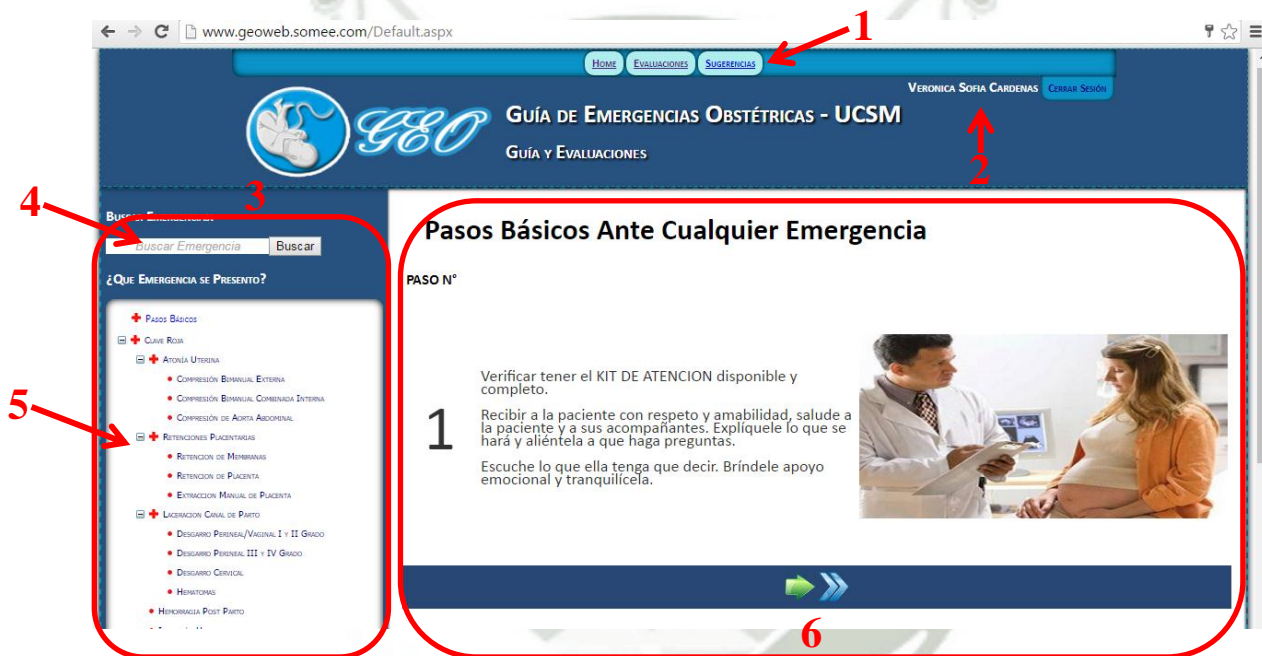 1
www.geoweb.somee.com/Default.aspx
Home Evaluaciones Sugerencias
Veronica Sofia Cardenas Cerrar Sesión
GEO
Guía de Emergencias Obstétricas - UCSM
Guía y Evaluaciones
2
3
4
Buscar Emergencia
Buscar Emergencia Buscar
¿Que Emergencia se Presento?
Pasos Básicos
Clave Roja
Atonía Uterina
Compresión Bimanual Externa
Compresión Bimanual Combinada Interna
Compresión de Aorta Abdominal
5
Retenciones Placentarias
Retencion de Membranas
Retencion de Placenta
Extraccion Manual de Placenta
Laceracion Canal de Parto
Desgarro Perineal/Vaginal I y II Grado
Desgarro Perineal III y IV Grado
Desgarro Cervical
Hematomas
Hemorragia Post Parto
Pasos Básicos Ante Cualquier Emergencia
PASO N°
1
Verificar tener el KIT DE ATENCION disponible y
completo.
Recibir a la paciente con respeto y amabilidad, salude a
la paciente y a sus acompañantes. Explíquele lo que se
hará y aliéntela a que haga preguntas.
Escuche lo que ella tenga que decir. Bríndele apoyo
emocional y tranquilícela.
6